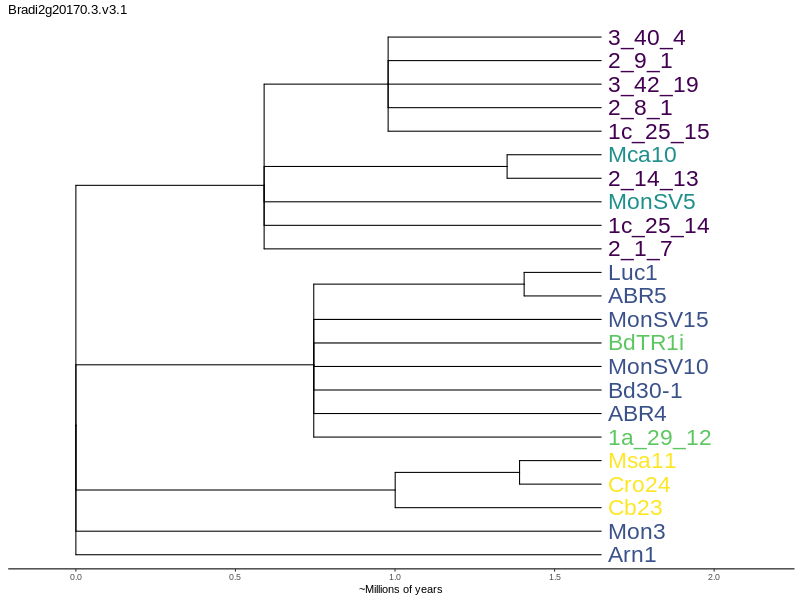 Bradi2g20170.3.v3.1
3_40_4
2_9_1
3_42_19
2_8_1
1c_25_15
Mca10
2_14_13
MonSV5
1c_25_14
2_1_7
Luc1
ABR5
MonSV15
BdTR1i
MonSV10
Bd30-1
ABR4
1a_29_12
Msa11
Cro24
Cb23
Mon3
Arn1
0.0 0.5 1.0 1.5 2.0
~Millions of years